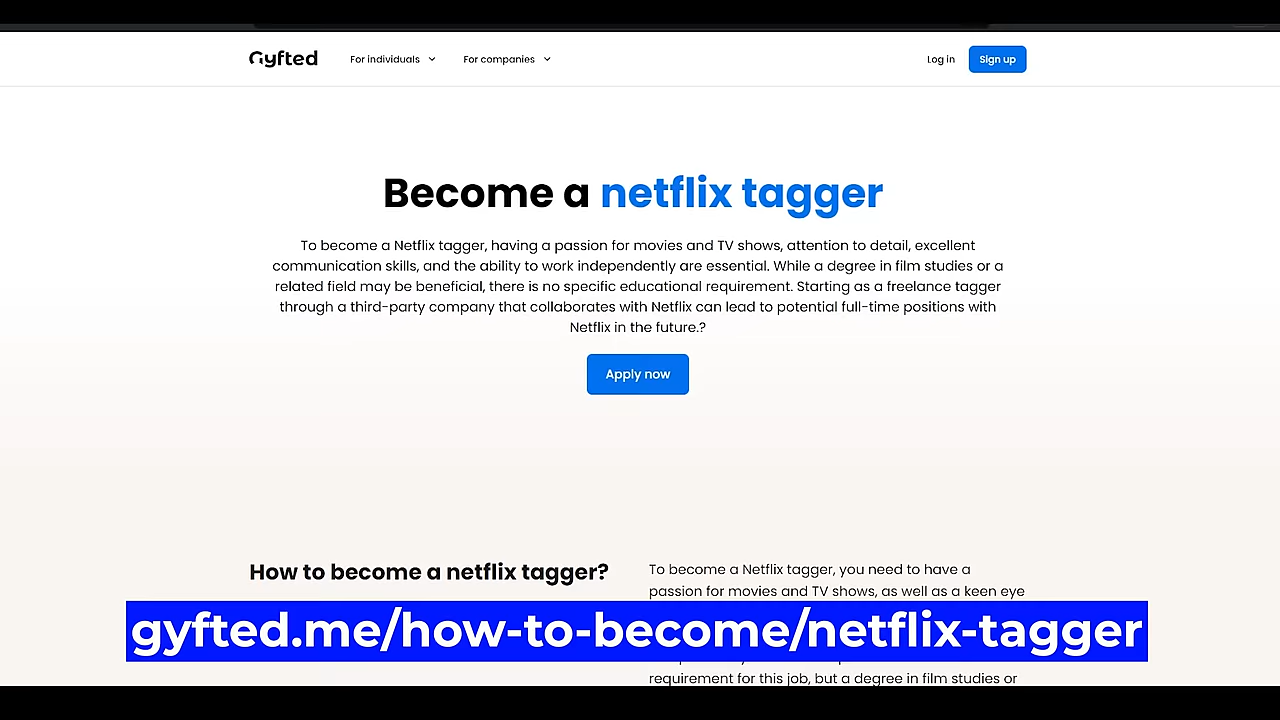 Gyfted
For individuals
For companies
Log in
Sign up
Become a netflix tagger
To become a Netflix tagger, having a passion for movies and TV shows, attention to detail, excellent
communication skills, and the ability to work independently are essential. While a degree in film studies or a
related field may be beneficial, there is no specific educational requirement. Starting as a freelance tagger
through a third-party company that collaborates with Netflix can lead to potential full-time positions with
Netflix in the future.?
Apply now
How to become a netflix tagger?
To become a Netflix tagger, you need to have a
passion for movies and TV shows, as well as a keen eye
gyfted.me/how-to-become/netflix-tagger
requirement for this job, but a degree in film studies or